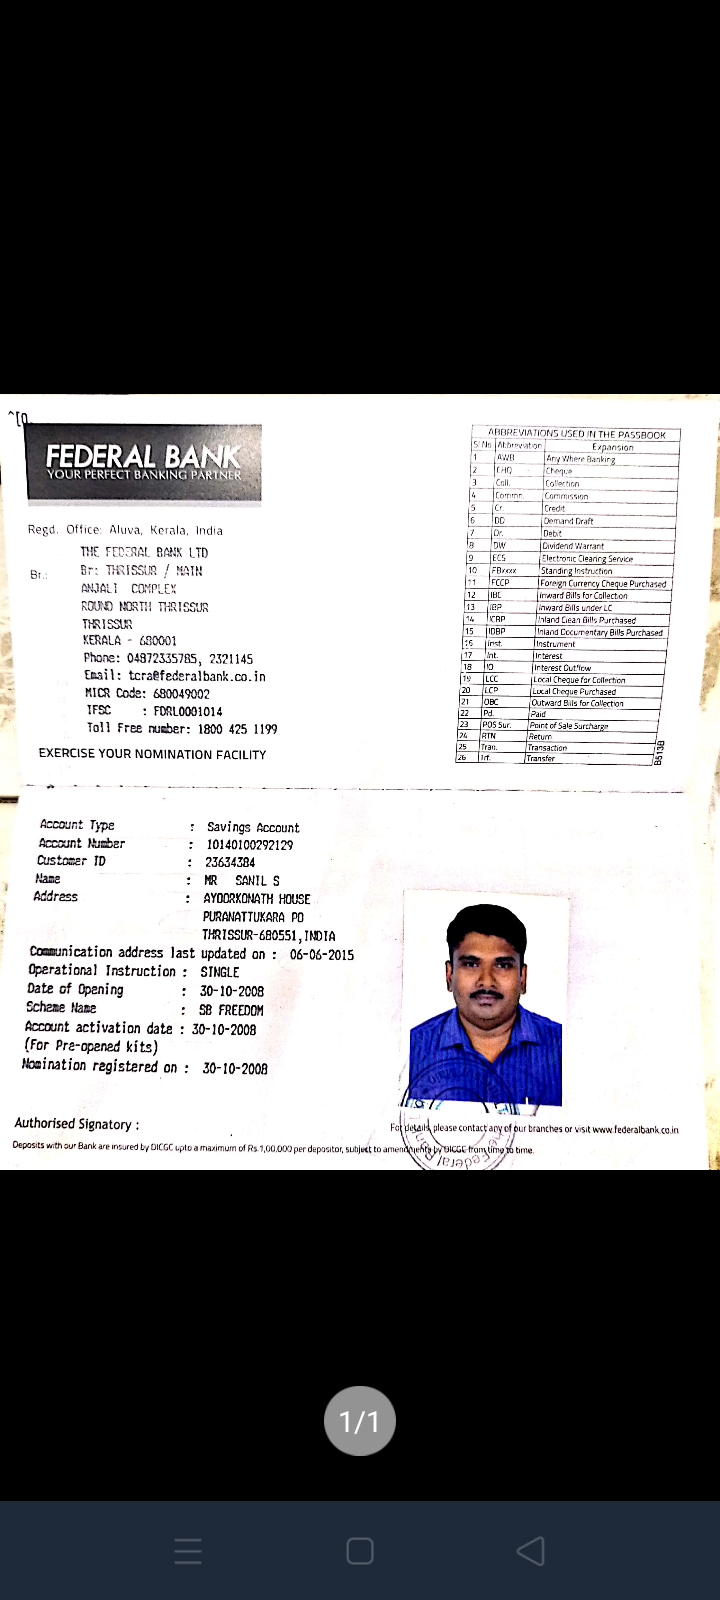 ^[0
FEDERAL BANK
YOUR PERFECT BANKING PARTNER
Regd. Office: Aluva, Kerala, India
THE FEDERAL BANK LTD
Br.: Br: THRISSUR / MAIN
ANJALI COMPLEX
ROUND NORTH THRISSUR
THRISSUR
KERALA - 680001
Phone: 04872335785, 2321145
Email: tcra@federalbank.co.in
MICR Code: 680049002
IFSC : FDRL0001014
Toll Free number: 1800 425 1199
EXERCISE YOUR NOMINATION FACILITY
ABBREVIATIONS USED IN THE PASSBOOK
Sl No Abbreviation Expansion
1 AWB Any Where Banking
2 CHQ Cheque
3 Coll. Collection
4 Commn. Commission
5 Cr. Credit
6 DD Demand Draft
7 Dr. Debit
8 DW Dividend Warrant
9 ECS Electronic Clearing Service
10 FBxxxx Standing Instruction
11 FCCP Foreign Currency Cheque Purchased
12 IBC Inward Bills for Collection
13 IBP Inward Bills under LC
14 ICBP Inland Clean Bills Purchased
15 IDBP Inland Documentary Bills Purchased
16 Inst. Instrument
17 Int. Interest
18 IO Interest Outflow
19 LCC Local Cheque for Collection
20 LCP Local Cheque Purchased
21 OBC Outward Bills for Collection
22 Pd. Paid
23 POS Sur. Point of Sale Surcharge
24 RTN Return
25 Tran. Transaction
26 Trf. Transfer
B513B
Account Type : Savings Account
Account Number : 10140100292129
Customer ID : 23634384
Name : MR SANIL S
Address : AYOORKONATH HOUSE
PURANATTUKARA PO
THRISSUR-680551,INDIA
Communication address last updated on : 06-06-2015
Operational Instruction : SINGLE
Date of Opening : 30-10-2008
Scheme Name : SB FREEDOM
Account activation date : 30-10-2008
(For Pre-opened kits)
Nomination registered on : 30-10-2008
Authorised Signatory :
For details, please contact any of our branches or visit www.federalbank.co.in
Deposits with our Bank are insured by DICGC upto a maximum of Rs.1,00,000 per depositor, subject to amendments by DICGC from time to time.
1/1